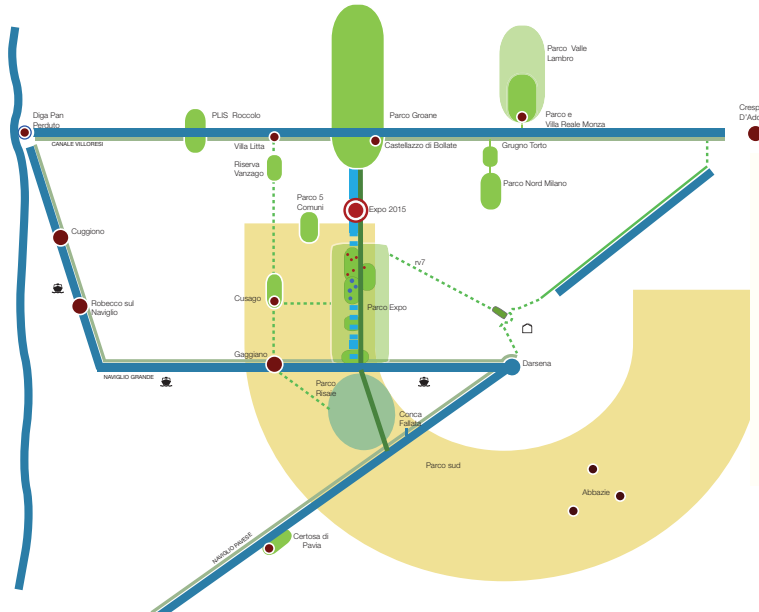 Parco Valle
Lambro
Cresp
D'Add
Diga Pan
Perduto
PLIS Roccolo
Parco Groane
Parco e
Villa Reale Monza
CANALE VILLORESI
Villa Litta
Castellazzo di Bollate
Grugno Torto
Riserva
Vanzago
Parco Nord Milano
Parco 5
Comuni
Expo 2015
Cuggiono
rv7
Robecco sul
Naviglio
Cusago
Parco Expo
Gaggiano
Darsena
NAVIGLIO GRANDE
Parco
Risaie
Conca
Fallata
Parco sud
Abbazie
NAVIGLIO PAVESE
Certosa di
Pavia